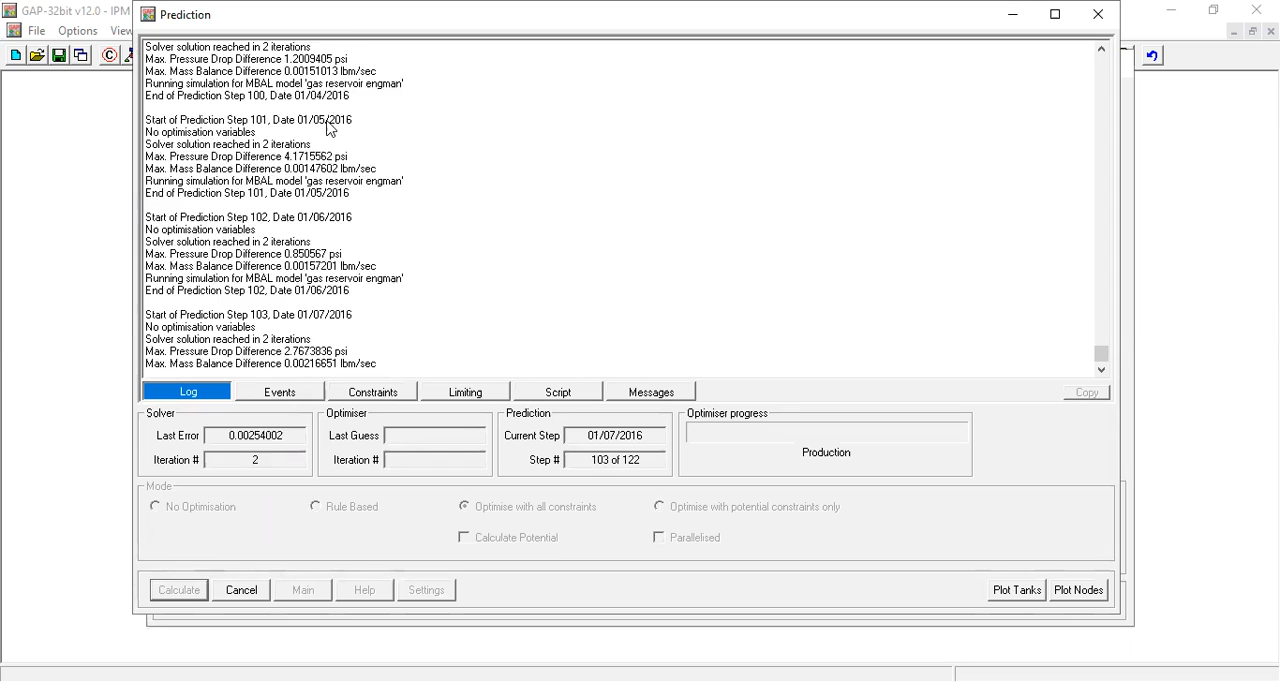 GAP-32bit v12.0 - IPM
Prediction
File Options View
Solver solution reached in 2 iterations
Max. Pressure Drop Difference 1.2009405 psi
Max. Mass Balance Difference 0.00151013 lbm/sec
Running simulation for MBAL model 'gas reservoir engman'
End of Prediction Step 100, Date 01/04/2016
Start of Prediction Step 101, Date 01/05/2016
No optimisation variables
Solver solution reached in 2 iterations
Max. Pressure Drop Difference 4.1715562 psi
Max. Mass Balance Difference 0.00147602 lbm/sec
Running simulation for MBAL model 'gas reservoir engman'
End of Prediction Step 101, Date 01/05/2016
Start of Prediction Step 102, Date 01/06/2016
No optimisation variables
Solver solution reached in 2 iterations
Max. Pressure Drop Difference 0.850567 psi
Max. Mass Balance Difference 0.00157201 lbm/sec
Running simulation for MBAL model 'gas reservoir engman'
End of Prediction Step 102, Date 01/06/2016
Start of Prediction Step 103, Date 01/07/2016
No optimisation variables
Solver solution reached in 2 iterations
Max. Pressure Drop Difference 2.7673836 psi
Max. Mass Balance Difference 0.00216651 lbm/sec
Log Events Constraints Limiting Script Messages Copy
Solver Optimiser Prediction Optimiser progress
Last Error 0.00254002 Last Guess Current Step 01/07/2016
Production
Iteration # 2 Iteration # Step # 103 of 122
Mode
No Optimisation Rule Based Optimise with all constraints Optimise with potential constraints only
Calculate Potential Parallelised
Calculate Cancel Main Help Settings Plot Tanks Plot Nodes